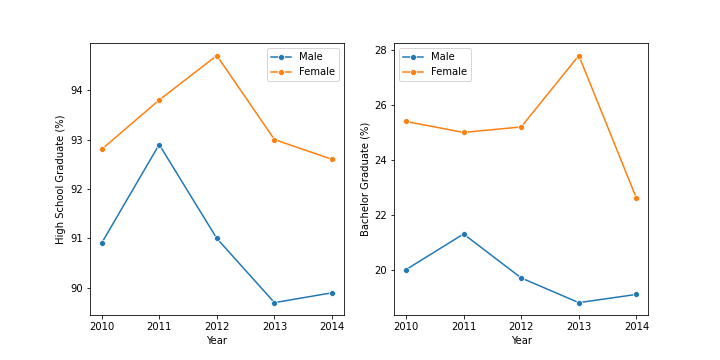 Male
Female
High School Graduate (%)
94
93
92
91
90
2010 2011 2012 2013 2014
Year
Male
Female
Bachelor Graduate (%)
28
26
24
22
20
2010 2011 2012 2013 2014
Year